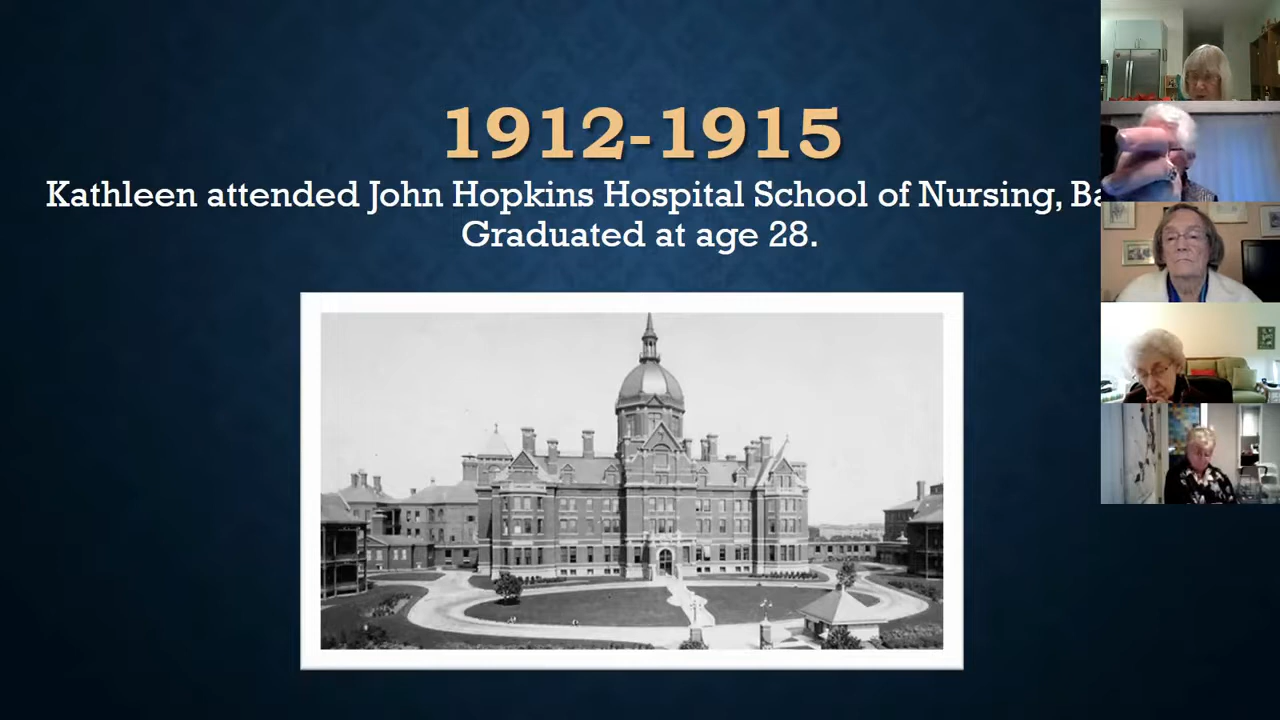 1912-1915
Kathleen attended John Hopkins Hospital School of Nursing, Ba
Graduated at age 28.